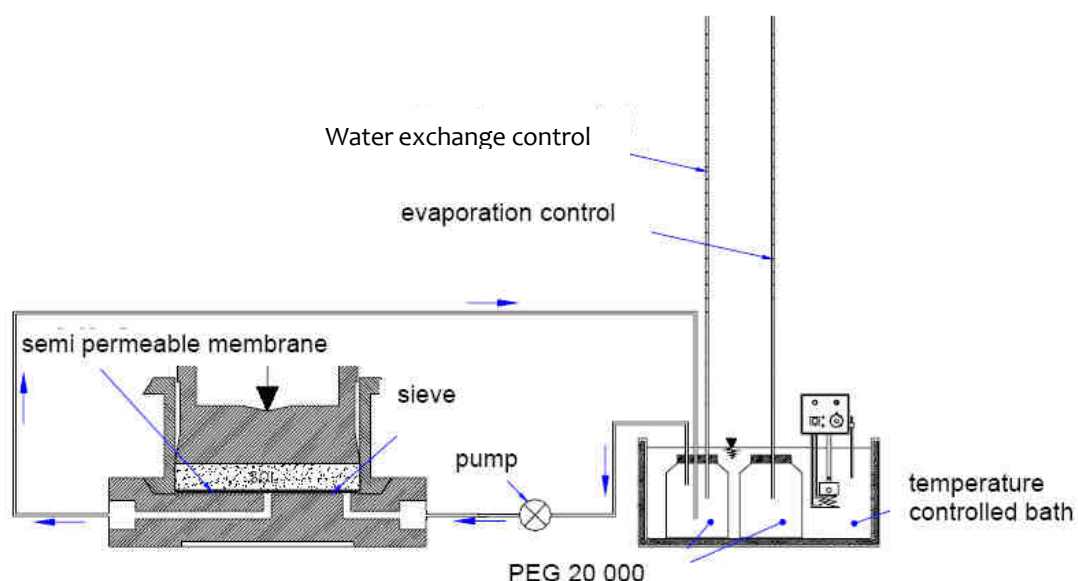 Water exchange control
evaporation control
semi permeable membrane
sieve
SOIL
pump
temperature
controlled bath
PEG 20 000